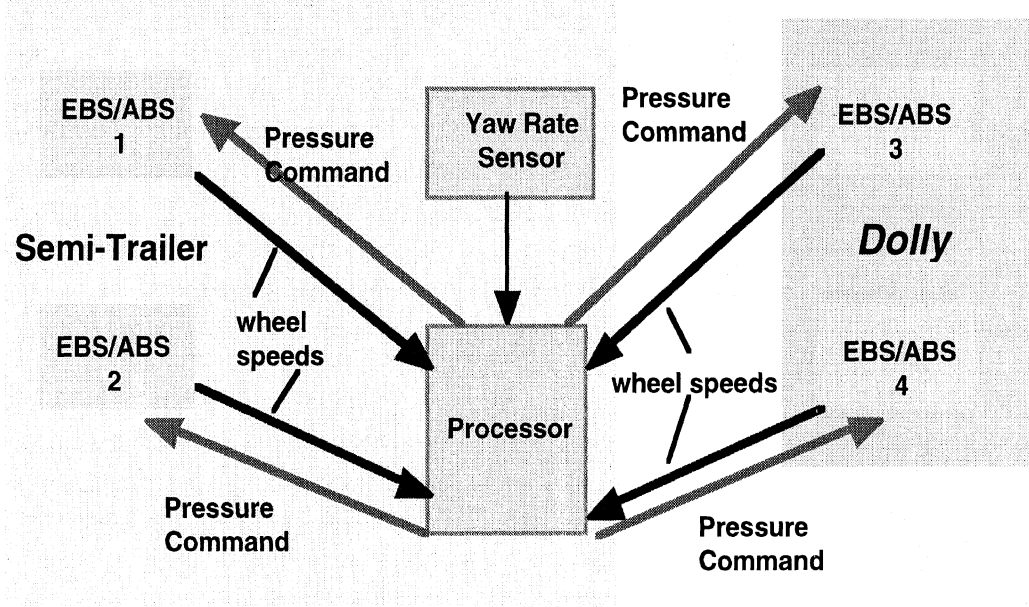 EBS/ABS
1
Pressure
Command
Yaw Rate
Sensor
Pressure
Command
EBS/ABS
3
Semi-Trailer
Dolly
EBS/ABS
2
wheel
speeds
Processor
wheel speeds
EBS/ABS
4
Pressure
Command
Pressure
Command